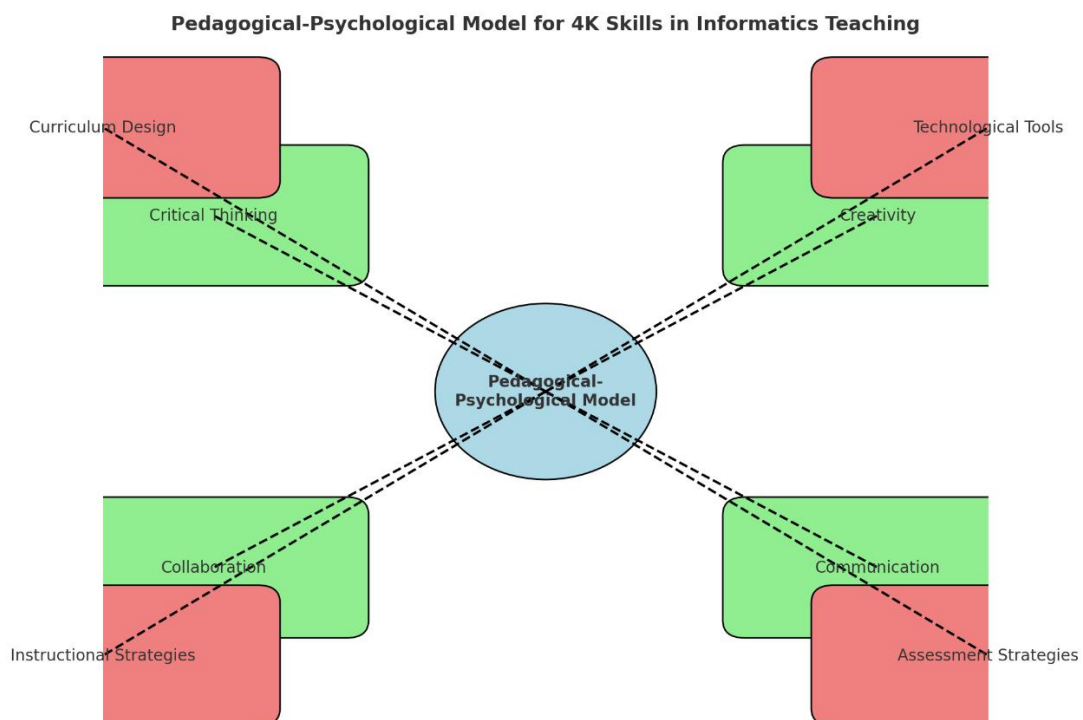 Pedagogical-Psychological Model for 4K Skills in Informatics Teaching
Curriculum Design
Technological Tools
Critical Thinking
Creativity
Pedagogical-
Psychological Model
Collaboration
Communication
Instructional Strategies
Assessment Strategies